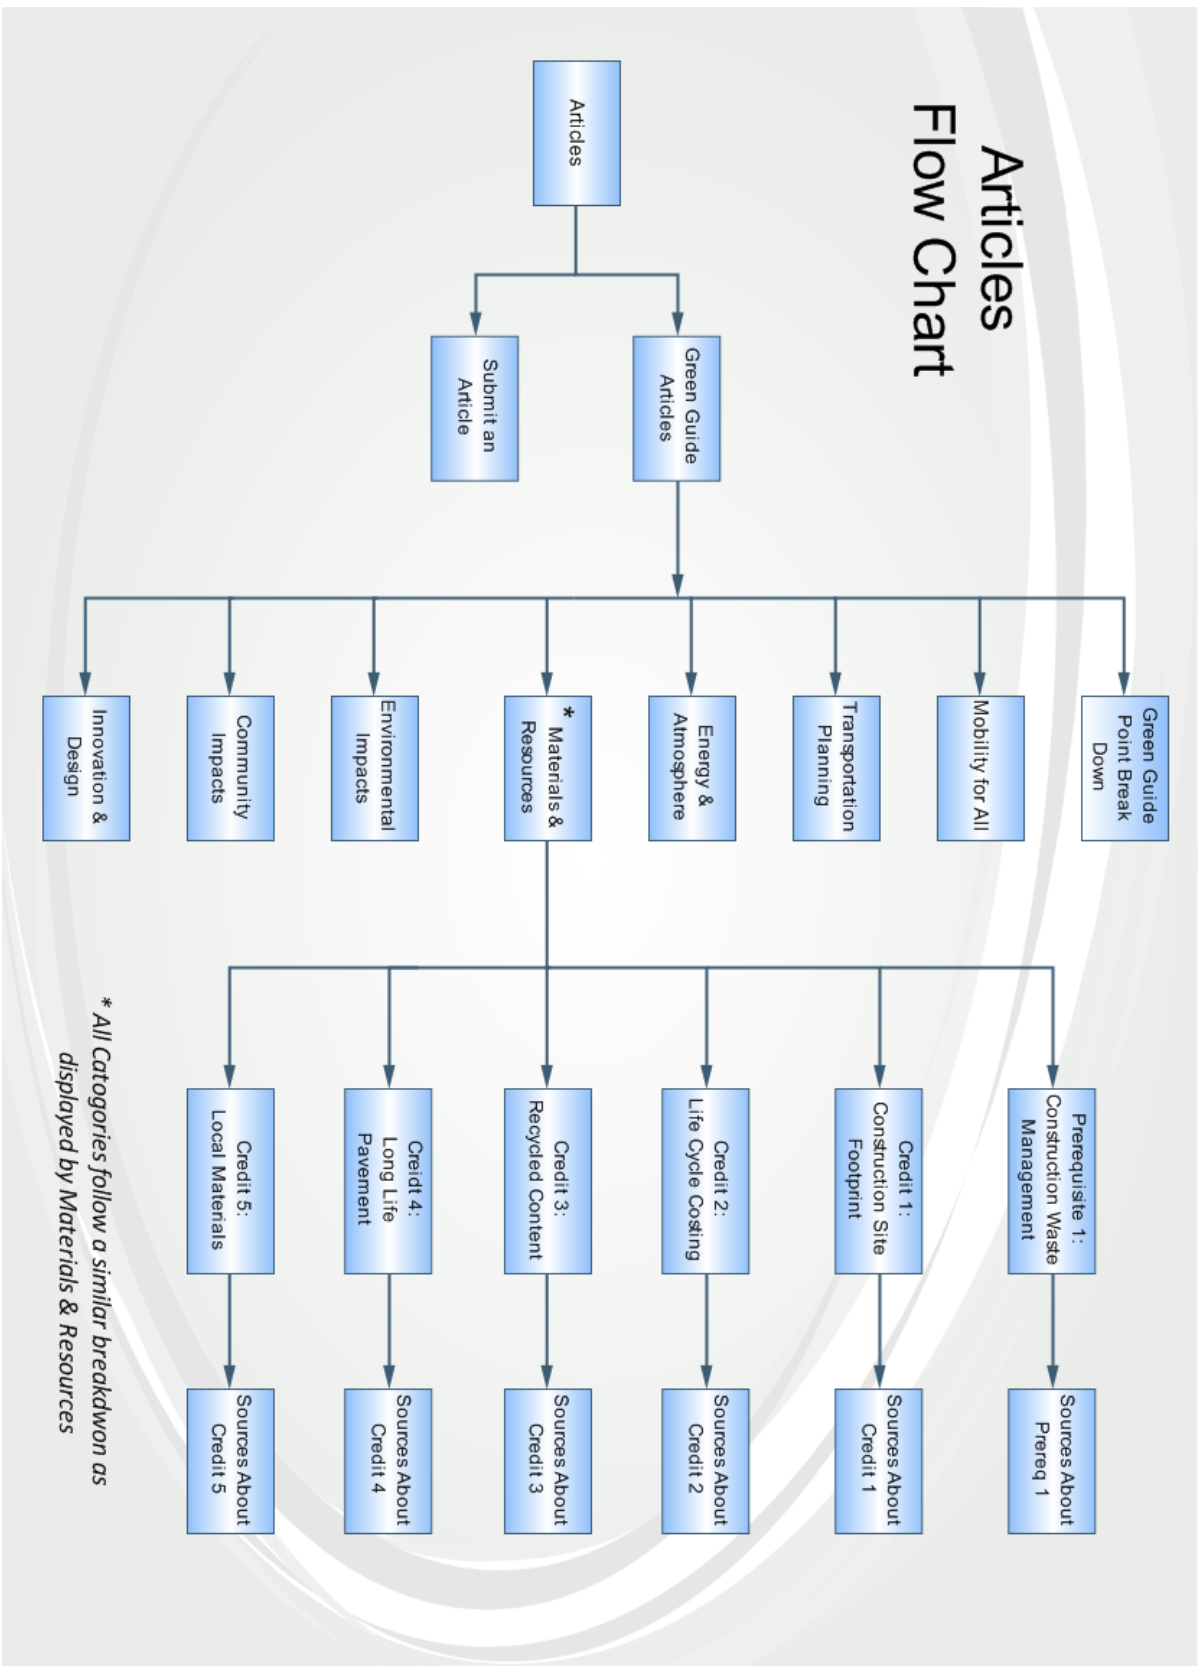 Articles
Flow Chart
Articles
Green Guide
Articles
Submit an
Article
Green Guide
Point Break
Down
Mobility for All
Transportation
Planning
Energy &
Atmosphere
* Materials &
Resources
Environmental
Impacts
Community
Impacts
Innovation &
Design
Prerequisite 1:
Construction Waste
Management
Credit 1:
Construction Site
Footprint
Credit 2:
Life Cycle Costing
Credit 3:
Recycled Content
Creidt 4:
Long Life
Pavement
Credit 5:
Local Materials
Sources About
Prereq 1
Sources About
Credit 1
Sources About
Credit 2
Sources About
Credit 3
Sources About
Credit 4
Sources About
Credit 5
* All Catogories follow a similar breakdwon as
displayed by Materials & Resources